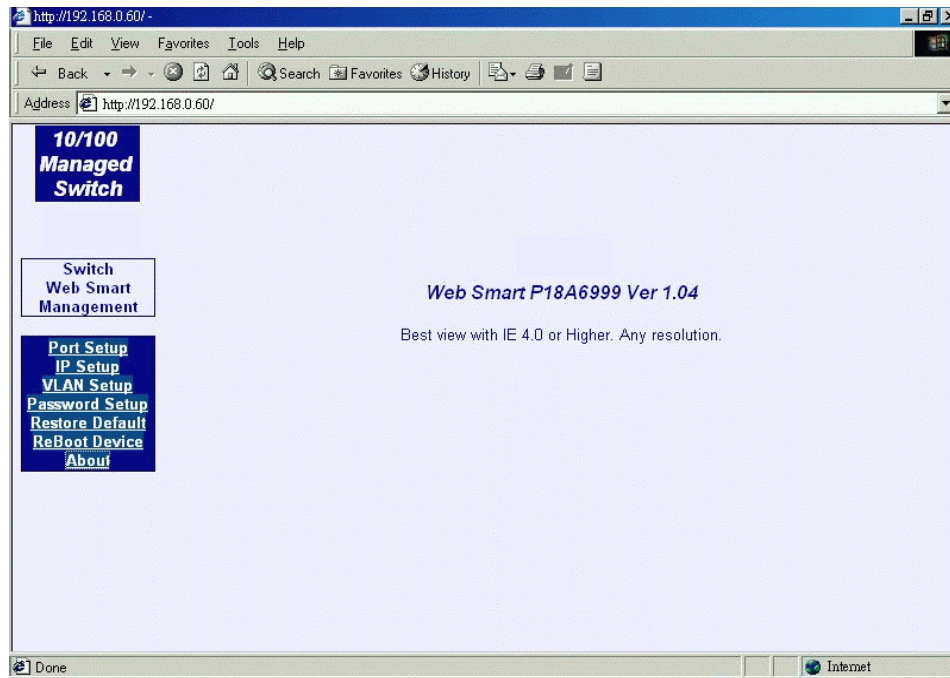 http://192.168.0.60/ -
File Edit View Favorites Tools Help
Back Search Favorites History
Address http://192.168.0.60/
10/100
Managed
Switch
Switch
Web Smart
Management
Port Setup
IP Setup
VLAN Setup
Password Setup
Restore Default
ReBoot Device
About
Web Smart P18A6999 Ver 1.04
Best view with IE 4.0 or Higher. Any resolution.
Done Internet